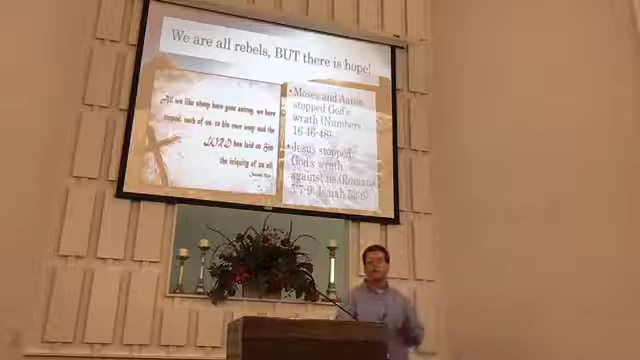 We are all rebels, BUT there is hope!
All we like sheep have gone astray, we have
turned, each of us, to his own way and the
LORD has laid on Him
the iniquity of us all.
• Moses and Aaron
stopped God's
wrath (Numbers
16:46-48)
• Jesus stopped
God's wrath
against us (Romans
5:7-9, Isaiah 53:6)